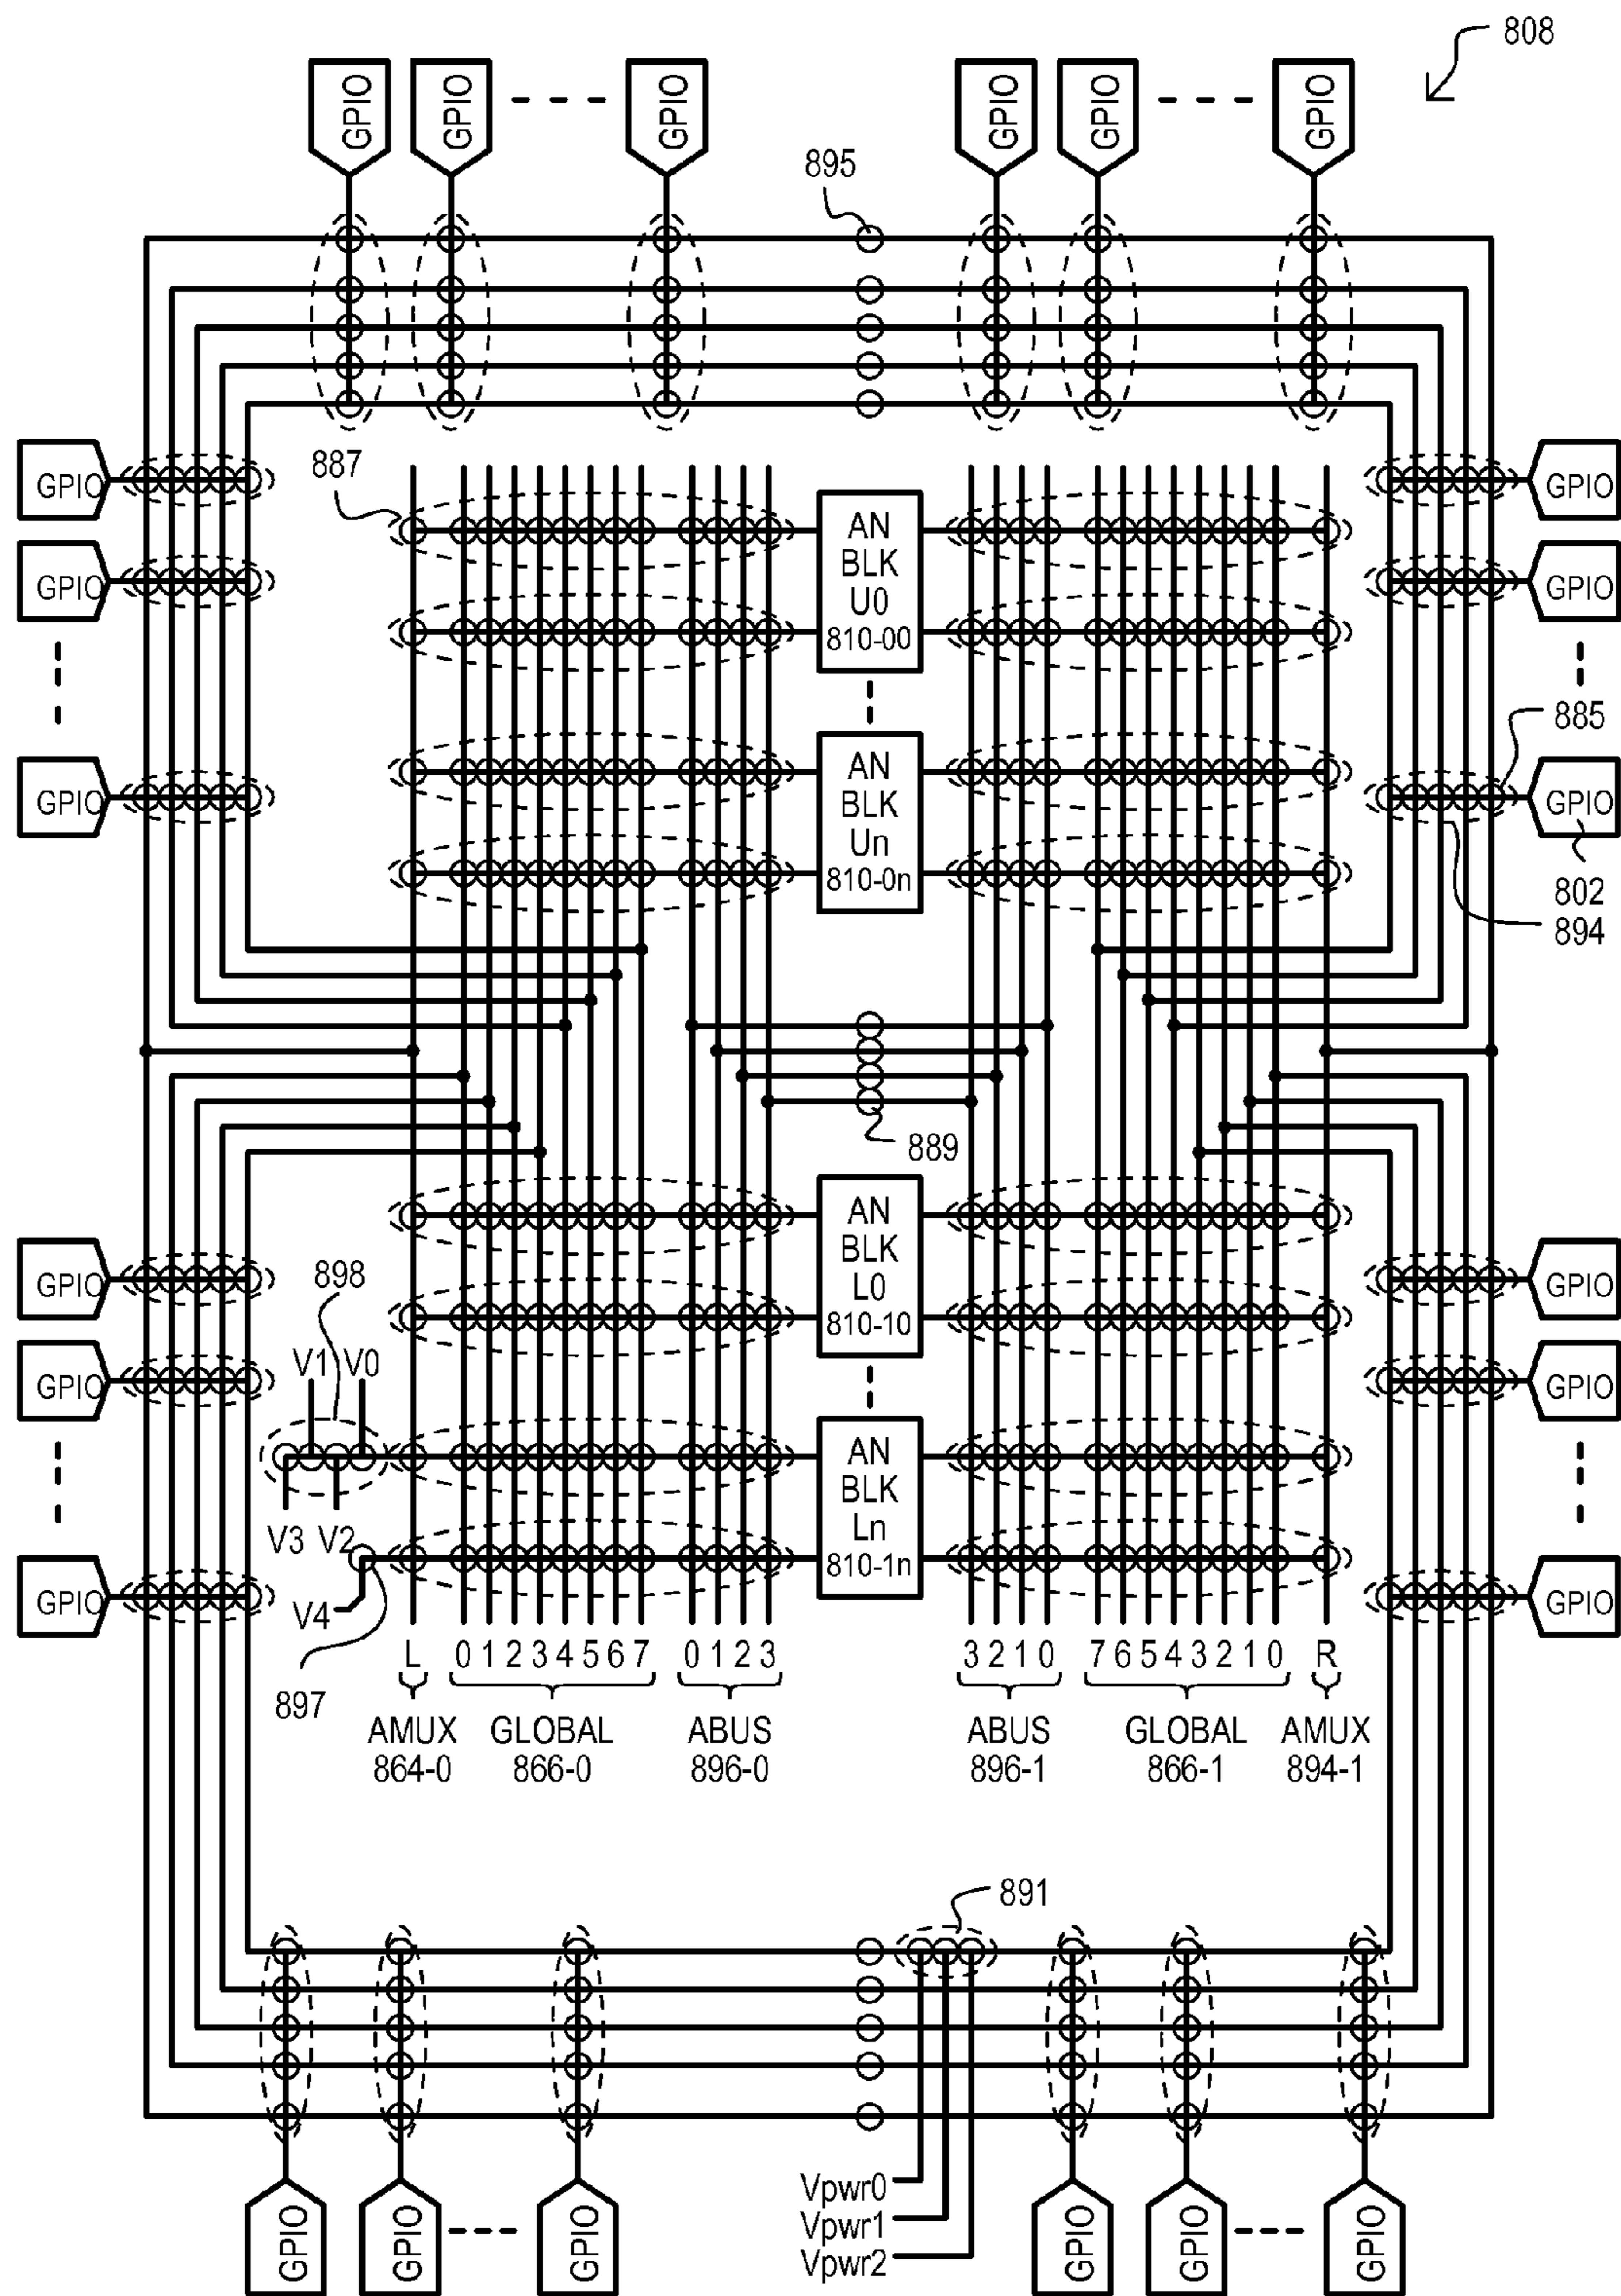 808
GPIO GPIO GPIO GPIO GPIO GPIO
895
GPIO GPIO
887
AN
BLK
U0
810-00
GPIO GPIO
885
AN
BLK
Un
810-0n
GPIO GPIO
802
894
889
AN
BLK
L0
810-10
GPIO GPIO
898
V1 V0
GPIO GPIO
AN
BLK
Ln
810-1n
V3 V2
GPIO GPIO
V4
897
L 0 1 2 3 4 5 6 7 0 1 2 3 3 2 1 0 7 6 5 4 3 2 1 0 R
AMUX GLOBAL ABUS ABUS GLOBAL AMUX
864-0 866-0 896-0 896-1 866-1 894-1
891
Vpwr0
Vpwr1
Vpwr2
GPIO GPIO GPIO GPIO GPIO GPIO